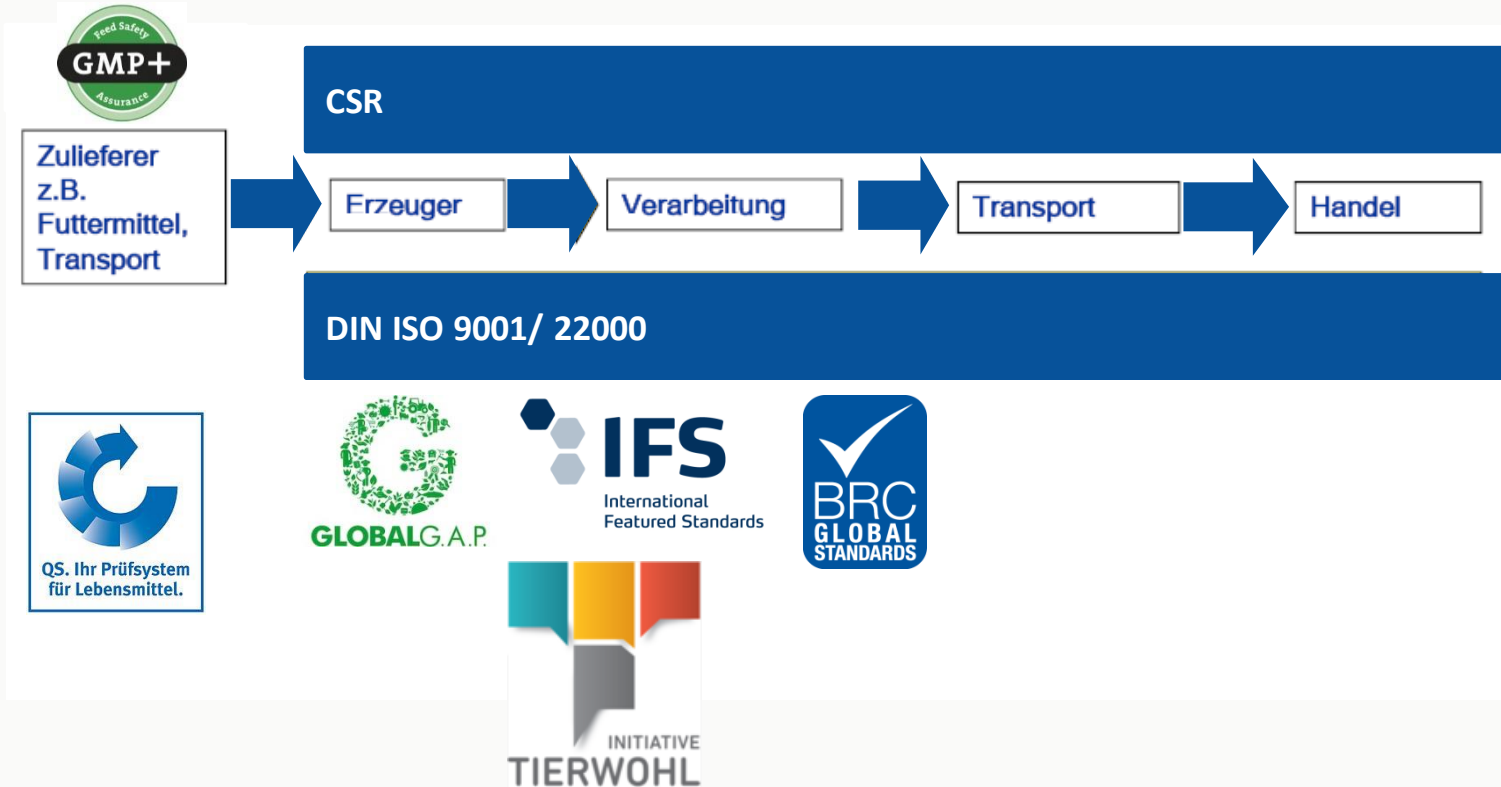 Feed Safety
GMP+
Assurance
CSR
Zulieferer
z.B.
Futtermittel,
Transport
Erzeuger
Verarbeitung
Transport
Handel
DIN ISO 9001/ 22000
QS. Ihr Prüfsystem
für Lebensmittel.
GLOBALG.A.P.
IFS
International
Featured Standards
BRC
GLOBAL
STANDARDS
INITIATIVE
TIERWOHL